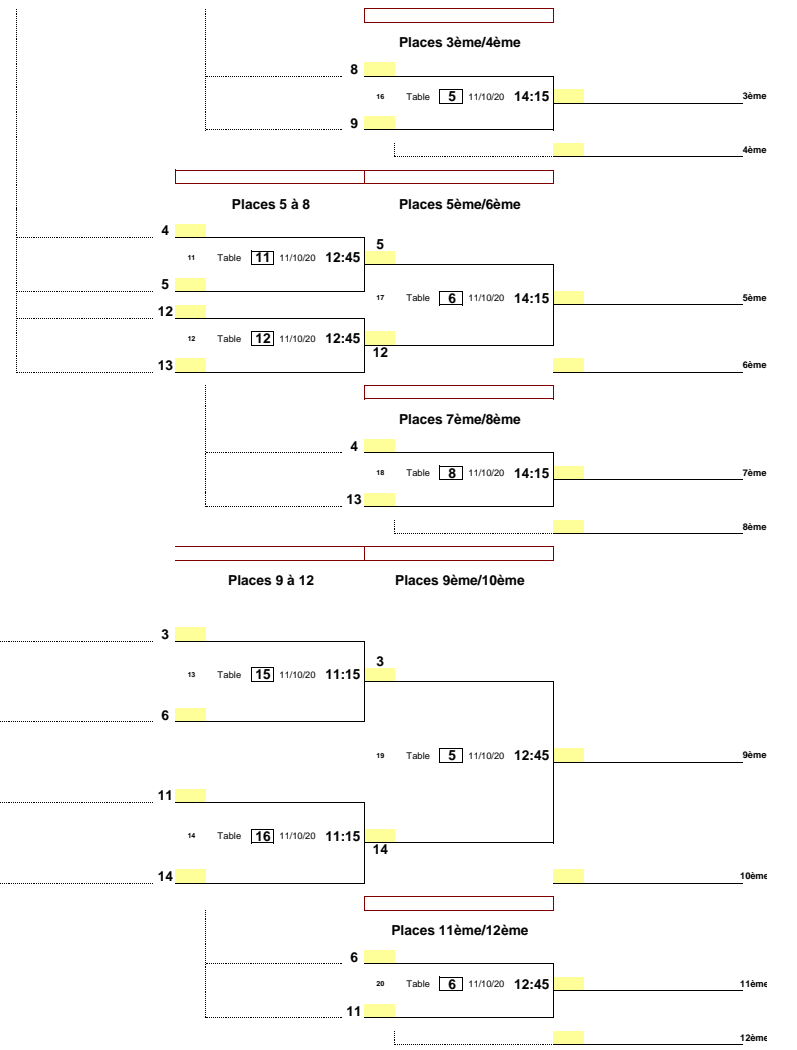 Places 3ème/4ème
8
16 Table 5 11/10/20 14:15 3ème
9
4ème
Places 5 à 8 Places 5ème/6ème
4
5
11 Table 11 11/10/20 12:45
5
17 Table 6 11/10/20 14:15 5ème
12
12 Table 12 11/10/20 12:45
12
13 6ème
Places 7ème/8ème
4
18 Table 8 11/10/20 14:15 7ème
13
8ème
Places 9 à 12 Places 9ème/10ème
3
3
13 Table 15 11/10/20 11:15
6
19 Table 5 11/10/20 12:45 9ème
11
14 Table 16 11/10/20 11:15
14
14 10ème
Places 11ème/12ème
6
20 Table 6 11/10/20 12:45 11ème
11
12ème